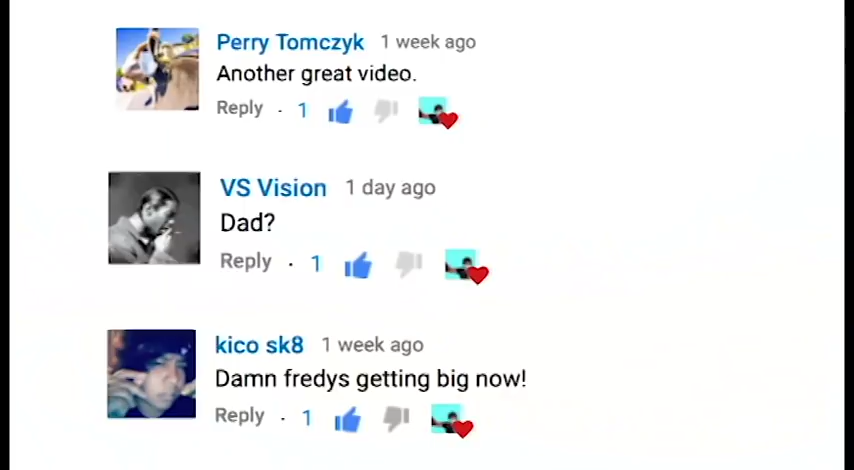 Perry Tomczyk 1 week ago
Another great video.
Reply · 1
VS Vision 1 day ago
Dad?
Reply · 1
kico sk8 1 week ago
Damn fredys getting big now!
Reply · 1